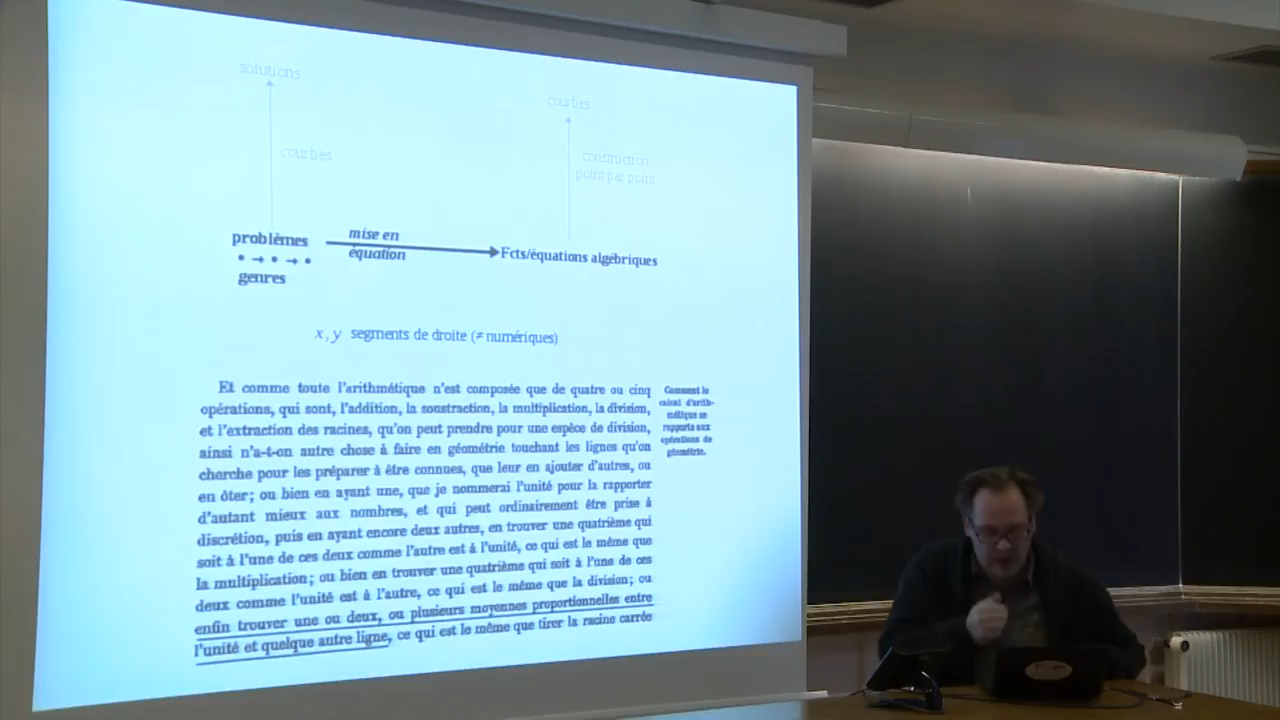 solutions
courbes
courbes
construction
point par point
problèmes
mise en
équation
Fcts/équations algébriques
• → • → •
genres
x, y segments de droite (≠ numériques)
Et comme toute l'arithmétique n'est composée que de quatre ou cinq
opérations, qui sont, l'addition, la soustraction, la multiplication, la division,
et l'extraction des racines, qu'on peut prendre pour une espèce de division,
ainsi n'a-t-on autre chose à faire en géométrie touchant les lignes qu'on
cherche pour les préparer à être connues, que leur en ajouter d'autres, ou
en ôter; ou bien en ayant une, que je nommerai l'unité pour la rapporter
d'autant mieux aux nombres, et qui peut ordinairement être prise à
discrétion, puis en ayant encore deux autres, en trouver une quatrième qui
soit à l'une de ces deux comme l'autre est à l'unité, ce qui est le même que
la multiplication; ou bien en trouver une quatrième qui soit à l'une de ces
deux comme l'unité est à l'autre, ce qui est le même que la division; ou
enfin trouver une ou deux, ou plusieurs moyennes proportionnelles entre
l'unité et quelque autre ligne, ce qui est le même que tirer la racine carrée
Comment le
calcul d'arith-
métique se
rapporte aux
opérations de
géométrie.